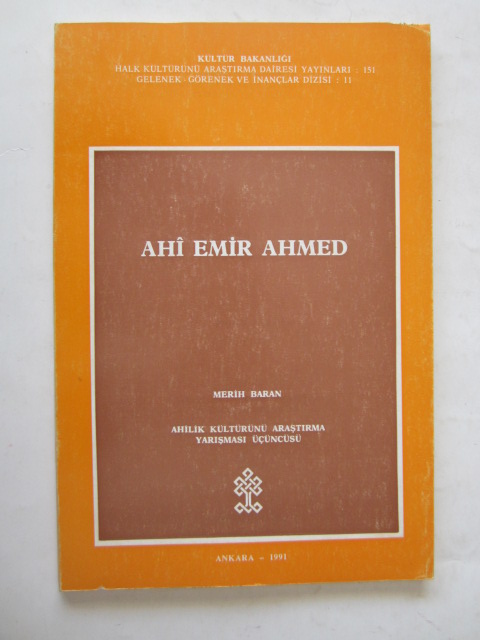 KÜLTÜR BAKANLIĞI
HALK KÜLTÜRÜNÜ ARAŞTIRMA DAİRESİ YAYINLARI : 151
GELENEK - GÖRENEK VE İNANÇLAR DİZİSİ : 11
AHÎ EMİR AHMED
MERİH BARAN
AHİLİK KÜLTÜRÜNÜ ARAŞTIRMA
YARIŞMASI ÜÇÜNCÜSÜ
ANKARA – 1991